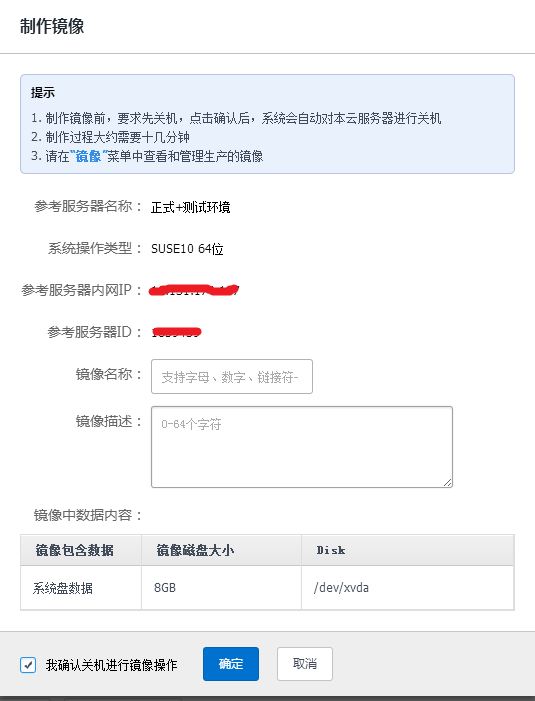 制作镜像
提示
1. 制作镜像前，要求先关机，点击确认后，系统会自动对本云服务器进行关机
2. 制作过程大约需要十几分钟
3. 请在"镜像"菜单中查看和管理生产的镜像
参考服务器名称： 正式+测试环境
系统操作类型： SUSE10 64位
参考服务器内网IP：
参考服务器ID：
镜像名称： 支持字母、数字、链接符-
镜像描述： 0-64个字符
镜像中数据内容：
镜像包含数据 镜像磁盘大小 Disk
系统盘数据 8GB /dev/xvda
我确认关机进行镜像操作 确定 取消